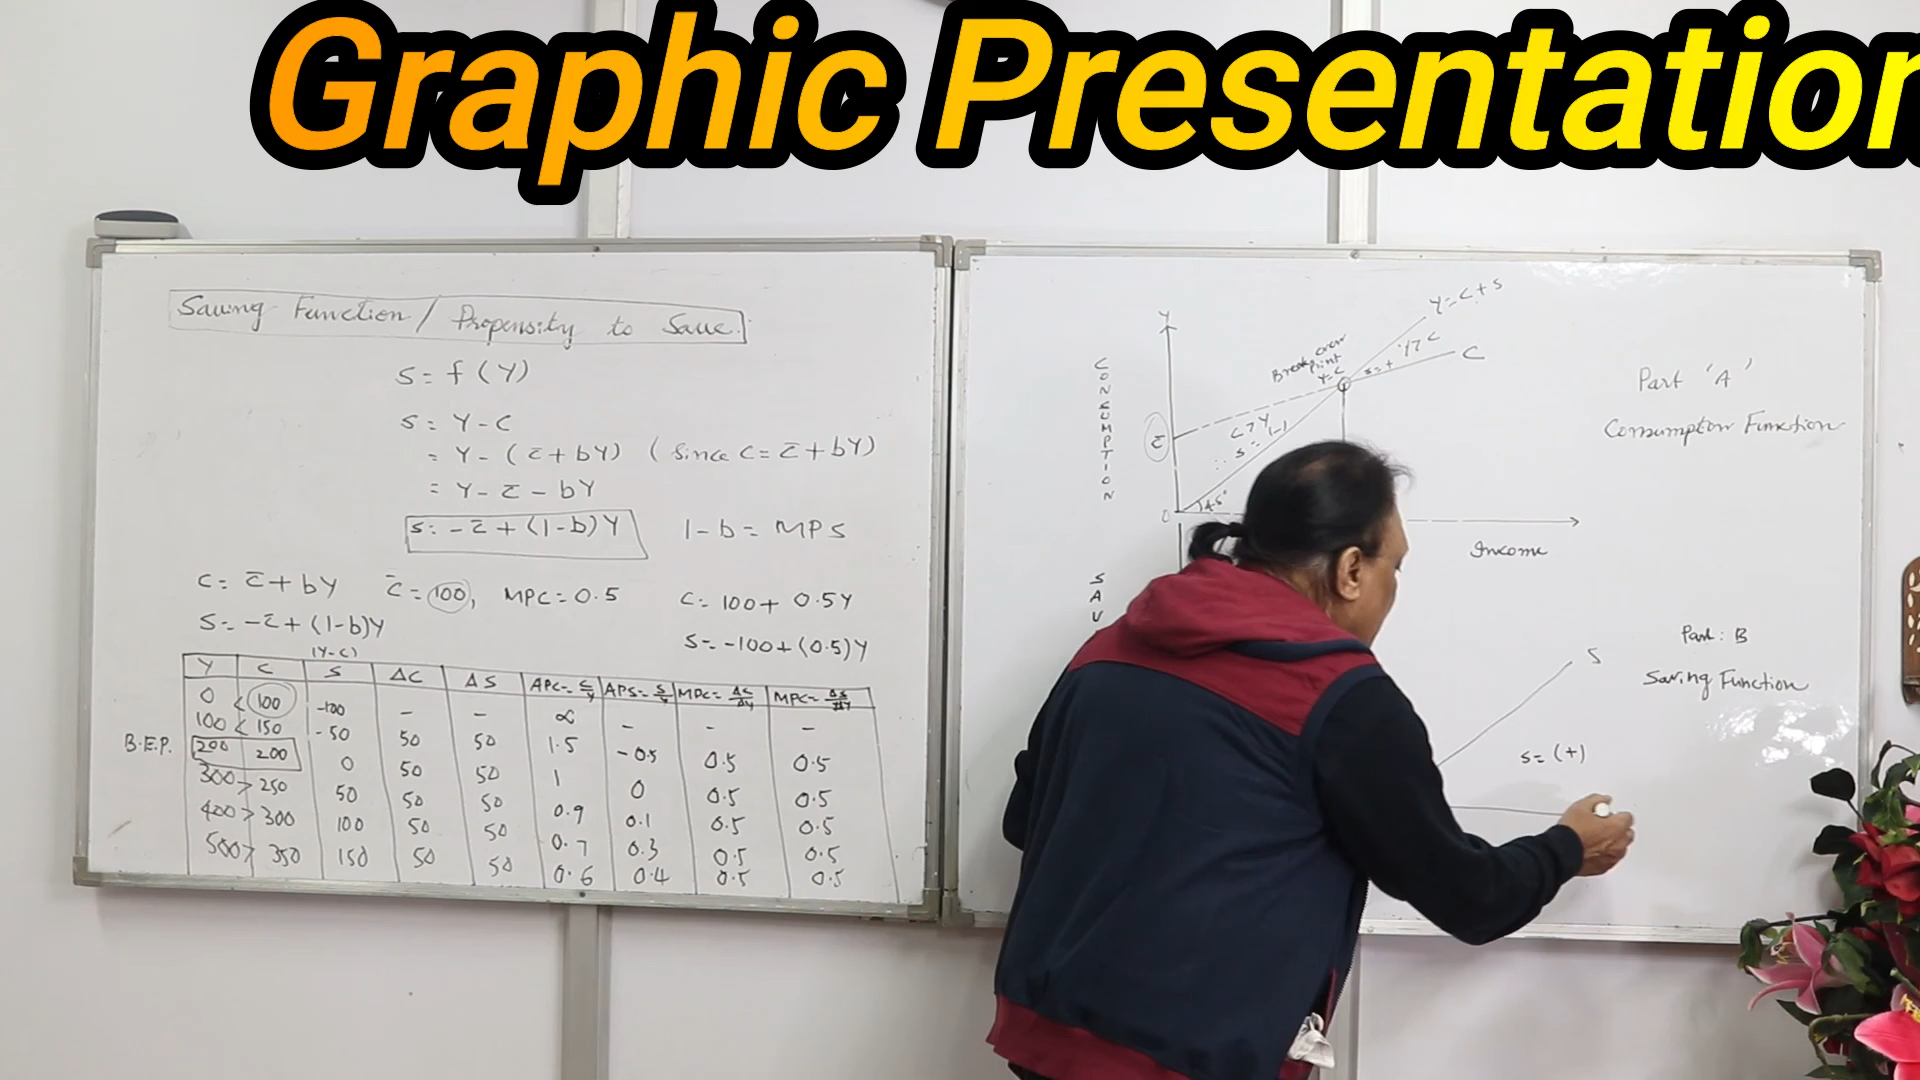 Graphic Presentation
Saving Function / Propensity to Save.
S = f (Y)
S = Y - C
= Y - (C̄ + bY) (Since C = C̄ + bY)
= Y - C̄ - bY
S = -C̄ + (1-b)Y 1-b = MPS
C = C̄ + bY C̄ = 100, MPC = 0.5 C = 100 + 0.5Y
S = -C̄ + (1-b)Y S = -100 + (0.5)Y
(Y-C)
Y C S ΔC ΔS APC = C/Y APS = S/Y MPC = ΔC/ΔY MPC = ΔS/ΔY
0 < 100 -100 - - ∝ - - -
100 < 150 -50 50 50 1.5 -0.5 0.5 0.5
B.E.P. 200 200 0 50 50 1 0 0.5 0.5
300 > 250 50 50 50 0.9 0.1 0.5 0.5
400 > 300 100 50 50 0.7 0.3 0.5 0.5
500 > 350 150 50 50 0.6 0.4 0.5 0.5
Y
Y = C + S
Break even
Point
Y = C
Y > C
S = +
C
CONSUMPTION
C̄
C > Y
∴ S = (-)
45°
O
Income
Part 'A'
Consumption Function
SAV
Part : B
Saving Function
S
S = (+)